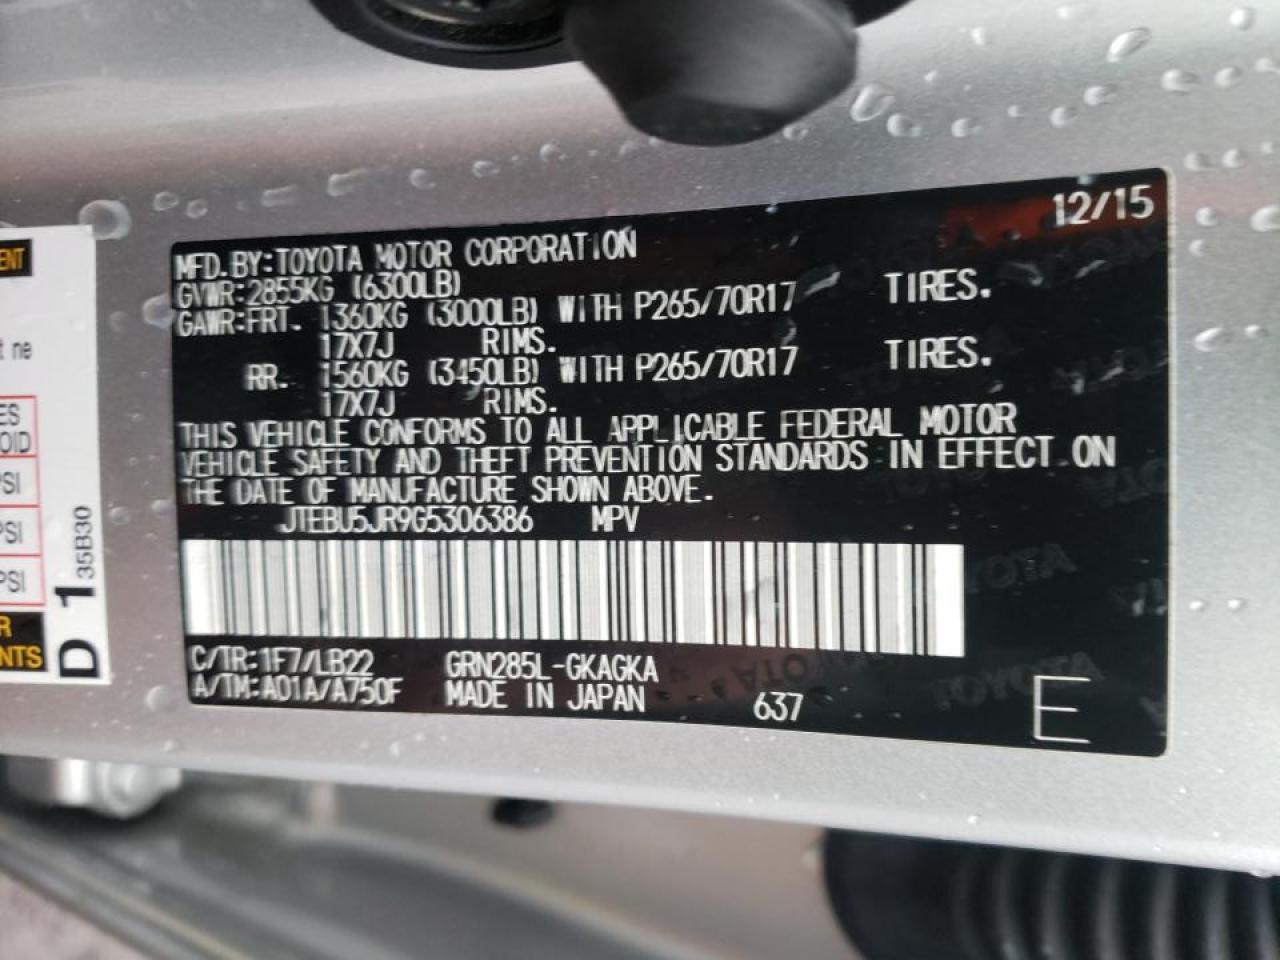 12/15
MFD.BY:TOYOTA MOTOR CORPORATION
GVWR:2855KG (6300LB)
GAWR:FRT. 1360KG (3000LB) WITH P265/70R17 TIRES.
17X7J RIMS.
RR. 1560KG (3450LB) WITH P265/70R17 TIRES.
17X7J RIMS.
THIS VEHICLE CONFORMS TO ALL APPLICABLE FEDERAL MOTOR
VEHICLE SAFETY AND THEFT PREVENTION STANDARDS IN EFFECT ON
THE DATE OF MANUFACTURE SHOWN ABOVE.
JTEBU5JR9G5306386 MPV
C/TR:1F7/LB22 GRN285L-GKAGKA
A/TM:A01A/A750F MADE IN JAPAN 637 E
D 1 35B30